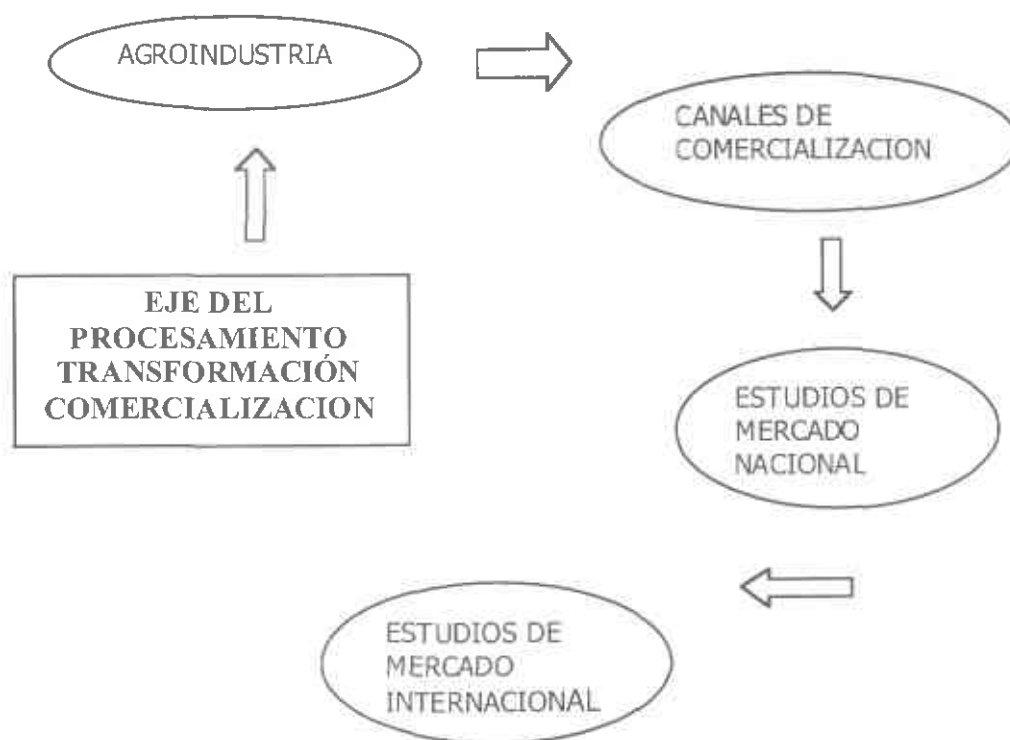 AGROINDUSTRIA
CANALES DE
COMERCIALIZACION
EJE DEL
PROCESAMIENTO
TRANSFORMACIÓN
COMERCIALIZACION
ESTUDIOS DE
MERCADO
NACIONAL
ESTUDIOS DE
MERCADO
INTERNACIONAL